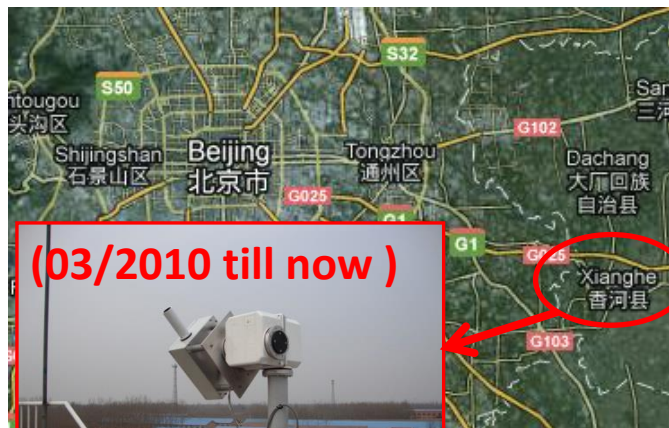 S32
S50
ntougou
头沟区
San
三河
G102
Shijingshan
石景山区
Beijing
北京市
Tongzhou
通州区
Dachang
大厂回族
自治县
G025
G1
G1
G025
(03/2010 till now )
Xianghe
香河县
G103